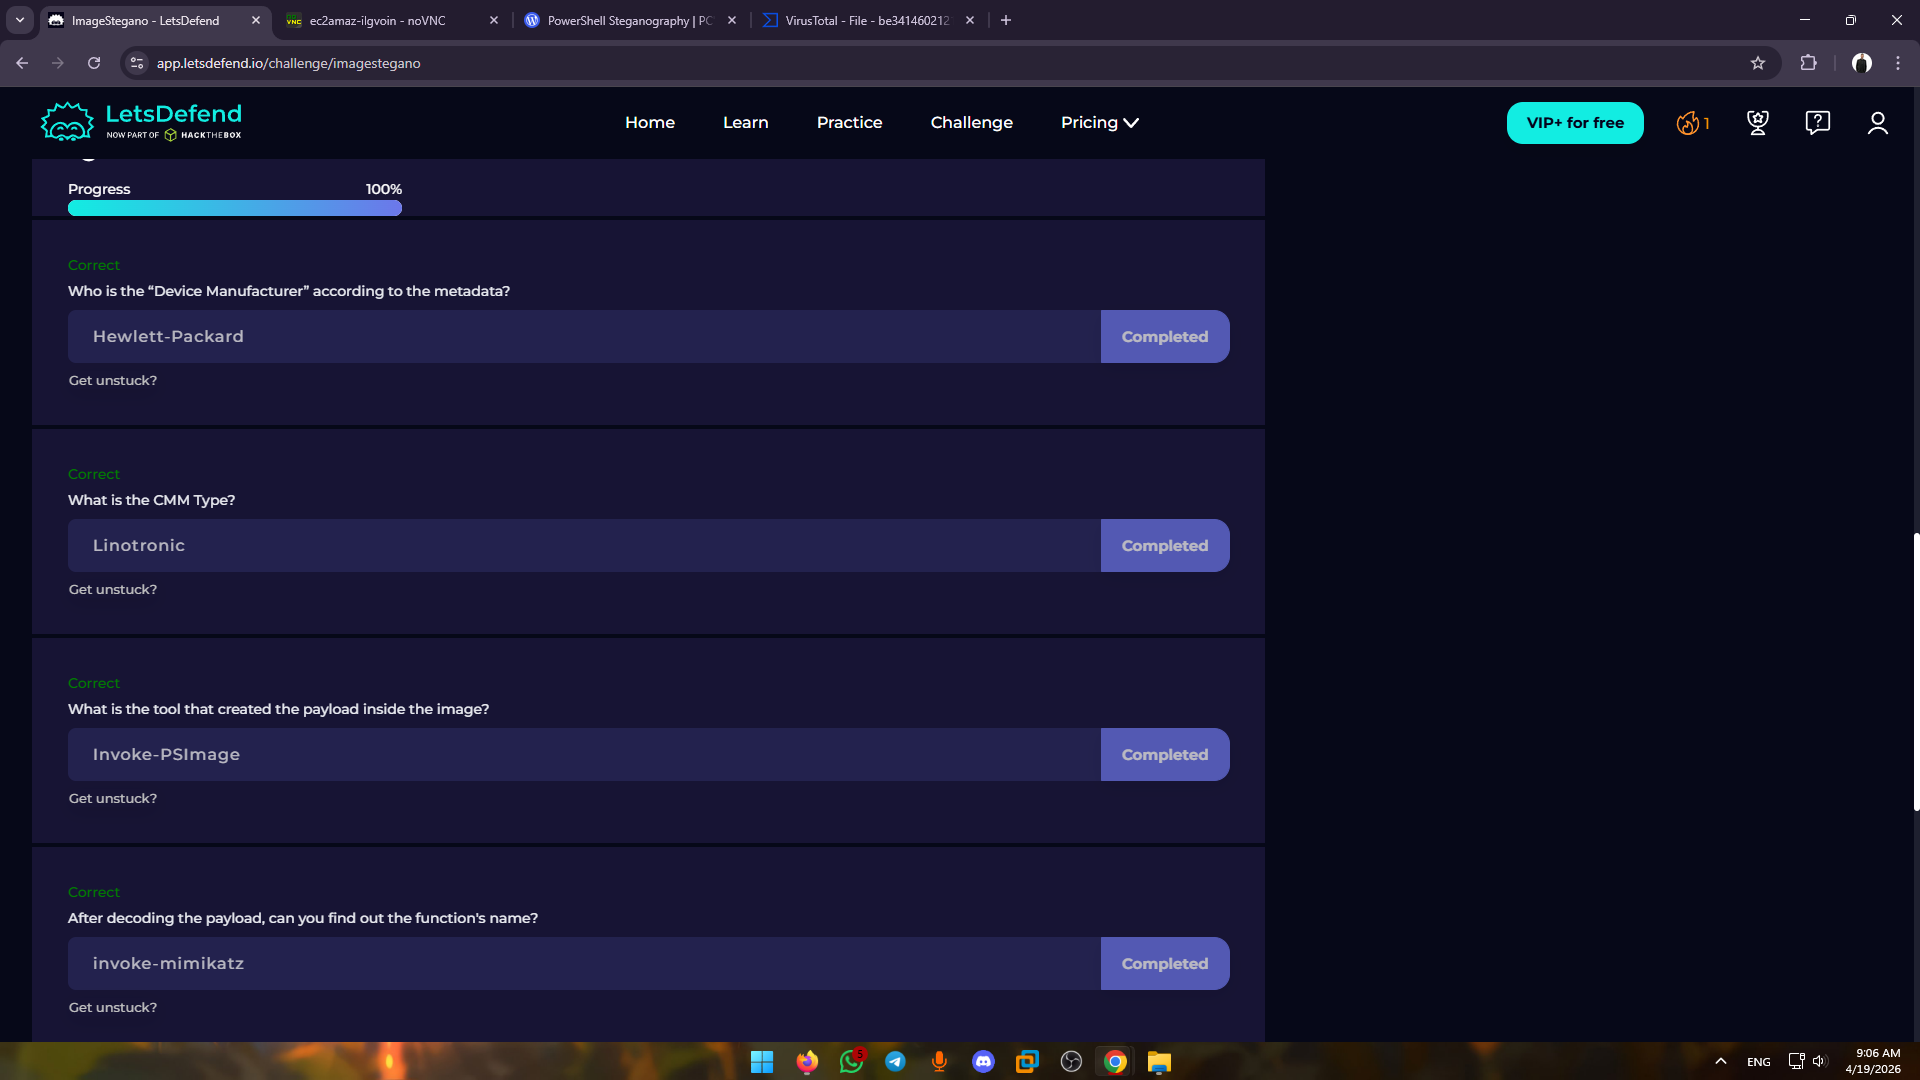 ImageStegano - LetsDefend
ec2amaz-ilgvoin - noVNC
PowerShell Steganography | PC
VirusTotal - File - be341460212
app.letsdefend.io/challenge/imagestegano
LetsDefend
NOW PART OF HACKTHEBOX
Home
Learn
Practice
Challenge
Pricing
VIP+ for free
1
Progress
100%
Correct
Who is the “Device Manufacturer” according to the metadata?
Hewlett-Packard
Completed
Get unstuck?
Correct
What is the CMM Type?
Linotronic
Completed
Get unstuck?
Correct
What is the tool that created the payload inside the image?
Invoke-PSImage
Completed
Get unstuck?
Correct
After decoding the payload, can you find out the function's name?
invoke-mimikatz
Completed
Get unstuck?
5
ENG
9:06 AM
4/19/2026